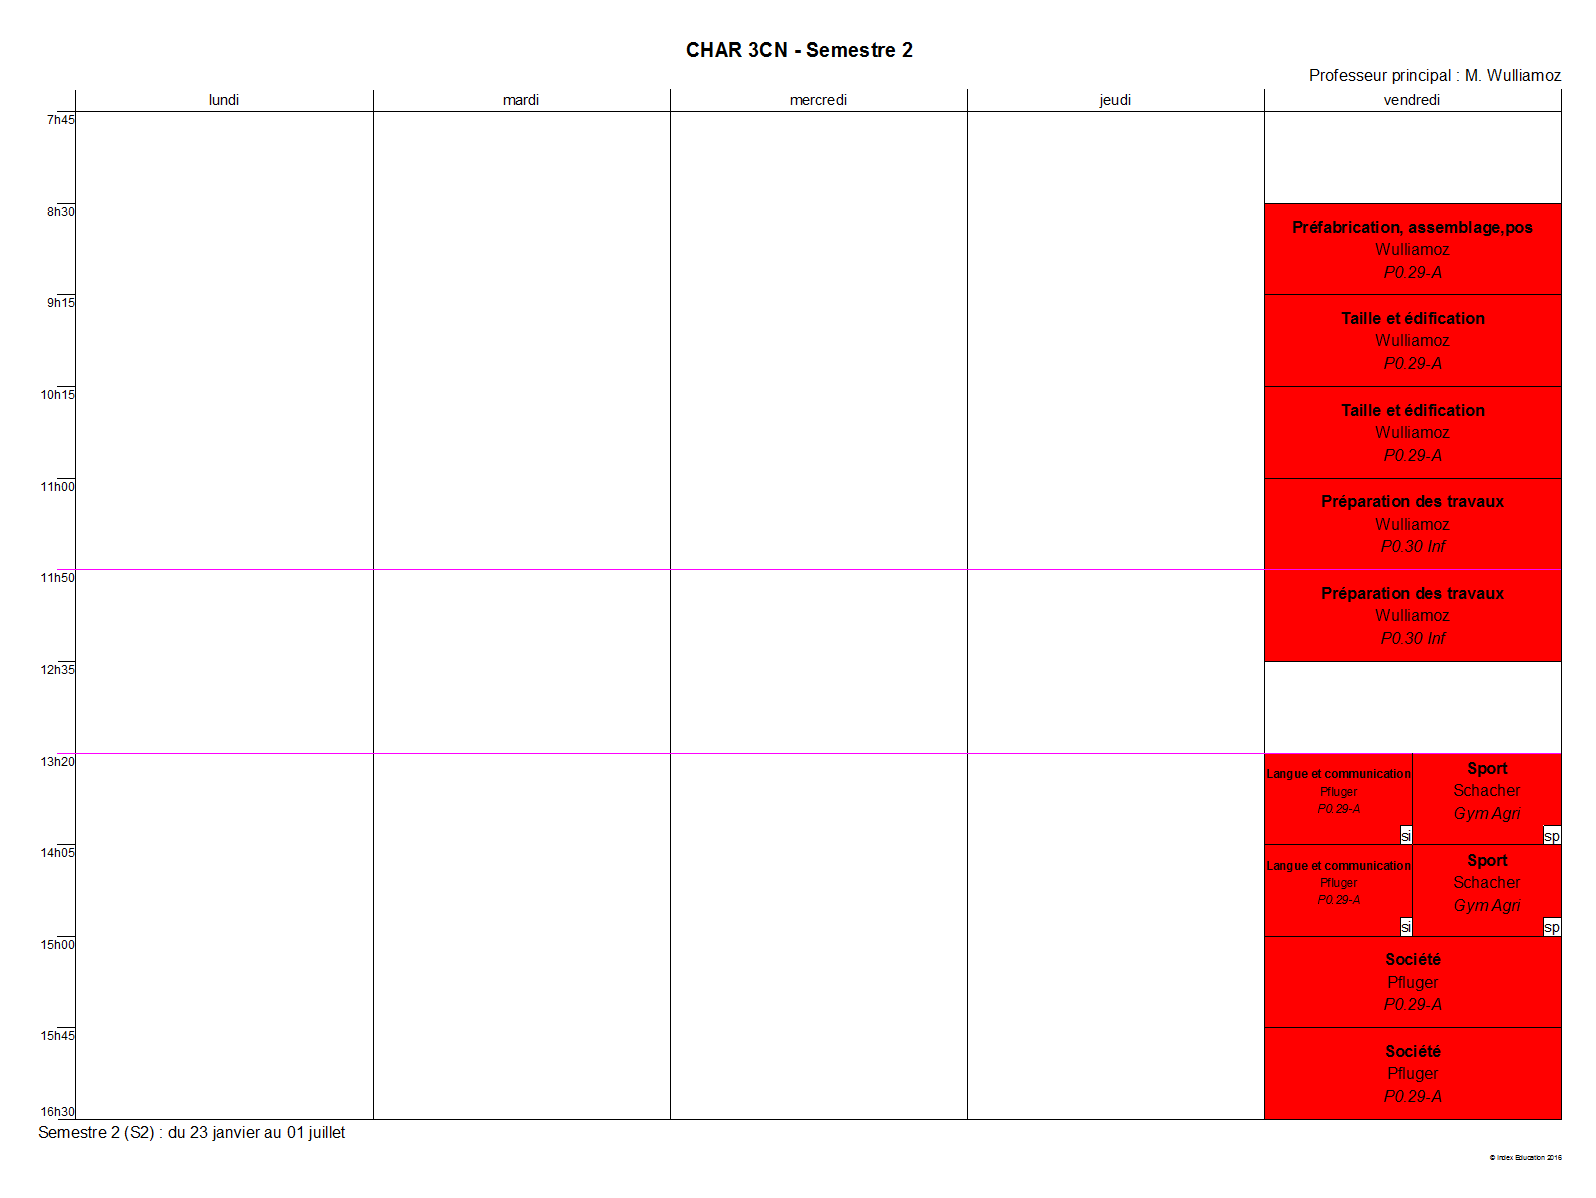 CHAR 3CN - Semestre 2
Professeur principal : M. Wulliamoz
lundi mardi mercredi jeudi vendredi
7h45
8h30
Préfabrication, assemblage,pos
Wulliamoz
P0.29-A
9h15
Taille et édification
Wulliamoz
P0.29-A
10h15
Taille et édification
Wulliamoz
P0.29-A
11h00
Préparation des travaux
Wulliamoz
P0.30 Inf
11h50
Préparation des travaux
Wulliamoz
P0.30 Inf
12h35
13h20
Langue et communication
Pfluger
P0.29-A
si
Sport
Schacher
Gym Agri
sp
14h05
Langue et communication
Pfluger
P0.29-A
si
Sport
Schacher
Gym Agri
sp
15h00
Société
Pfluger
P0.29-A
15h45
Société
Pfluger
P0.29-A
16h30
Semestre 2 (S2) : du 23 janvier au 01 juillet
© Index Education 2016